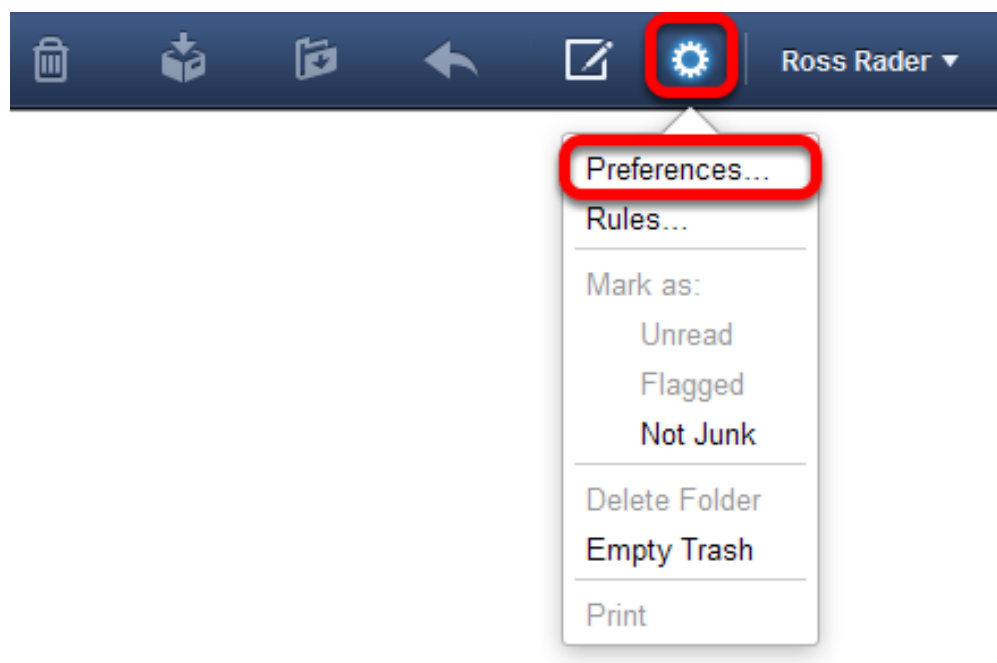 Ross Rader
Preferences...
Rules...
Mark as:
Unread
Flagged
Not Junk
Delete Folder
Empty Trash
Print